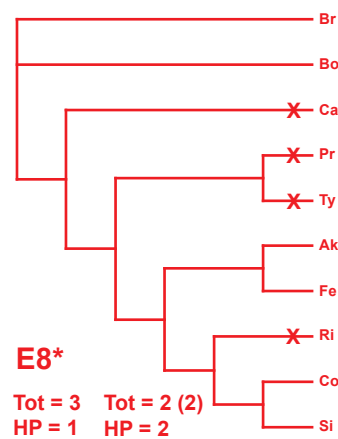 Br
Bo
X Ca
X Pr
X Ty
Ak
Fe
X Ri
Co
Si
E8*
Tot = 3 Tot = 2 (2)
HP = 1 HP = 2